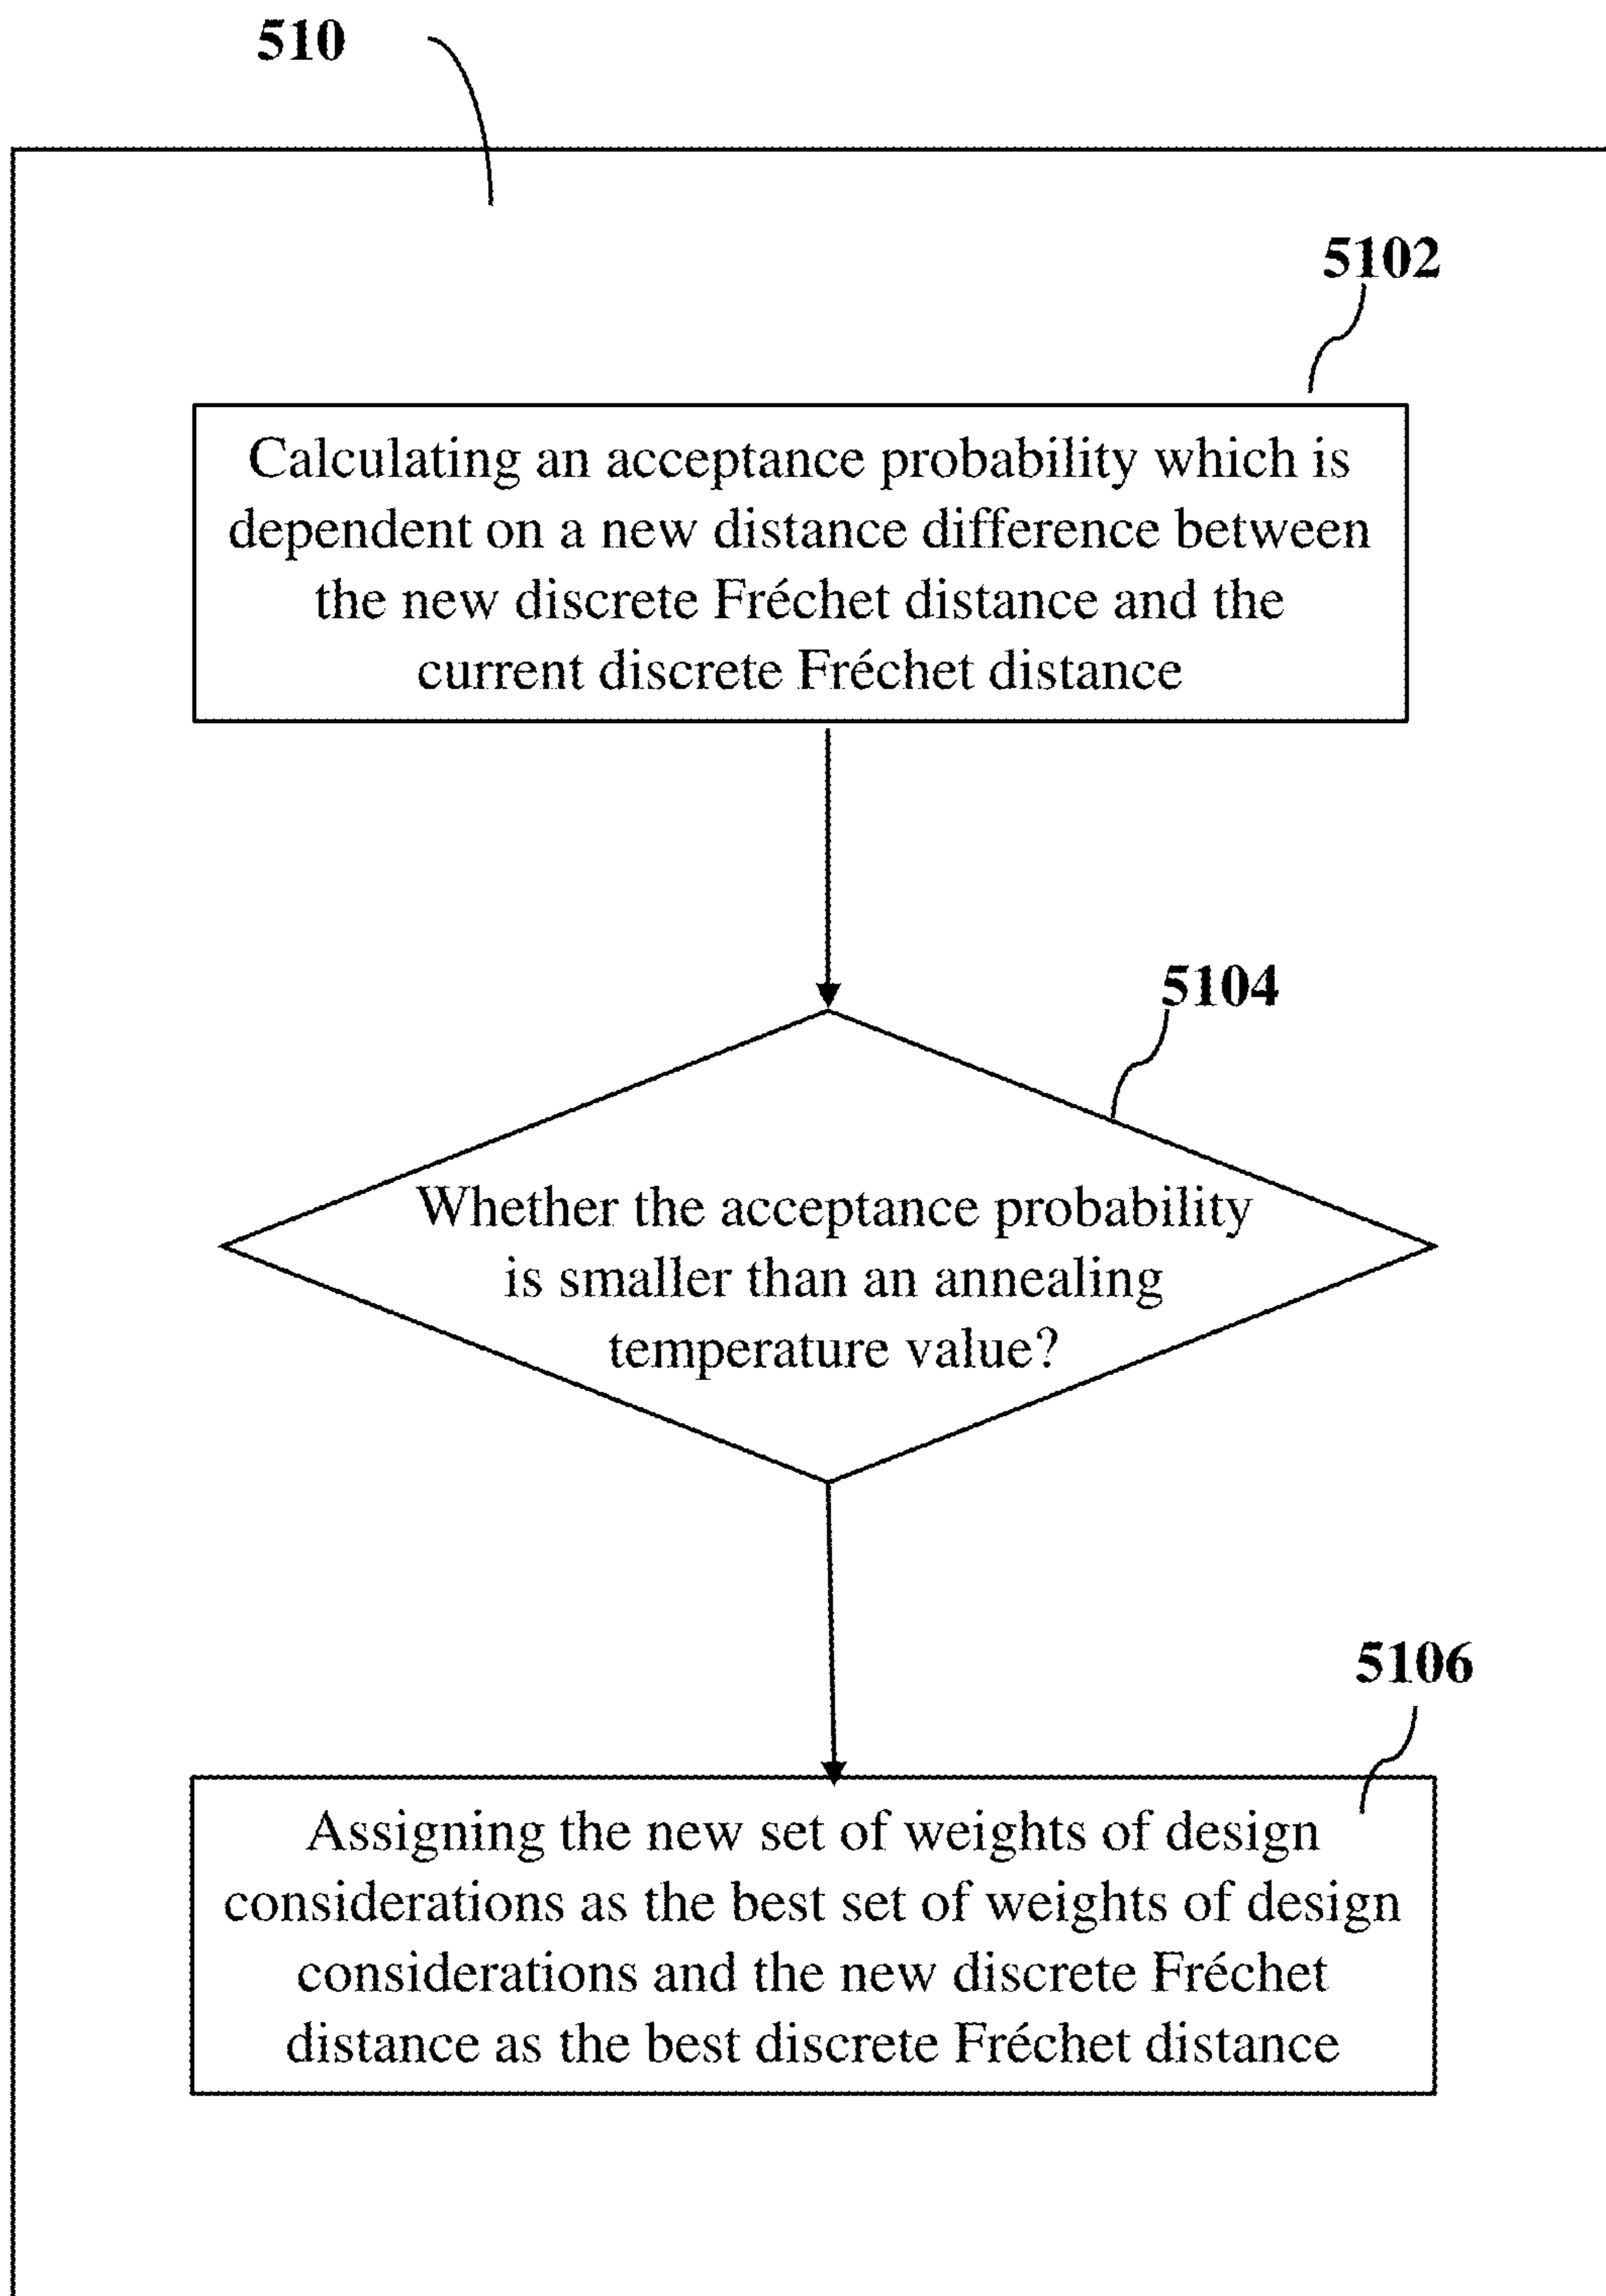 510
5102
Calculating an acceptance probability which is
dependent on a new distance difference between
the new discrete Fréchet distance and the
current discrete Fréchet distance
5104
Whether the acceptance probability
is smaller than an annealing
temperature value?
5106
Assigning the new set of weights of design
considerations as the best set of weights of design
considerations and the new discrete Fréchet
distance as the best discrete Fréchet distance